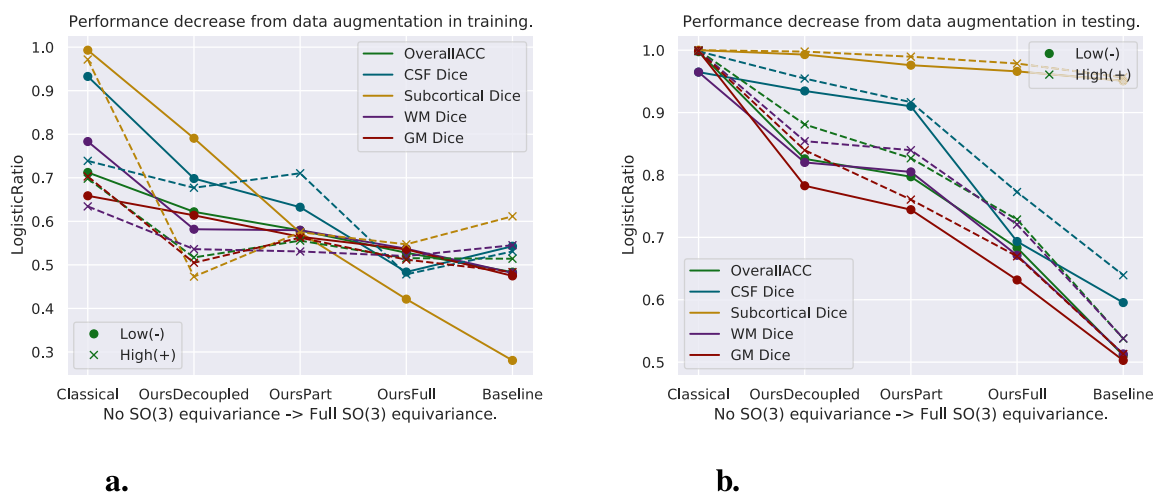 Performance decrease from data augmentation in training.
LogisticRatio
1.0
0.9
0.8
0.7
0.6
0.5
0.4
0.3
OverallACC
CSF Dice
Subcortical Dice
WM Dice
GM Dice
Low(-)
High(+)
Classical OursDecoupled OursPart OursFull Baseline
No SO(3) equivariance -> Full SO(3) equivariance.
a.
Performance decrease from data augmentation in testing.
LogisticRatio
1.0
0.9
0.8
0.7
0.6
0.5
Low(-)
High(+)
OverallACC
CSF Dice
Subcortical Dice
WM Dice
GM Dice
Classical OursDecoupled OursPart OursFull Baseline
No SO(3) equivariance -> Full SO(3) equivariance.
b.